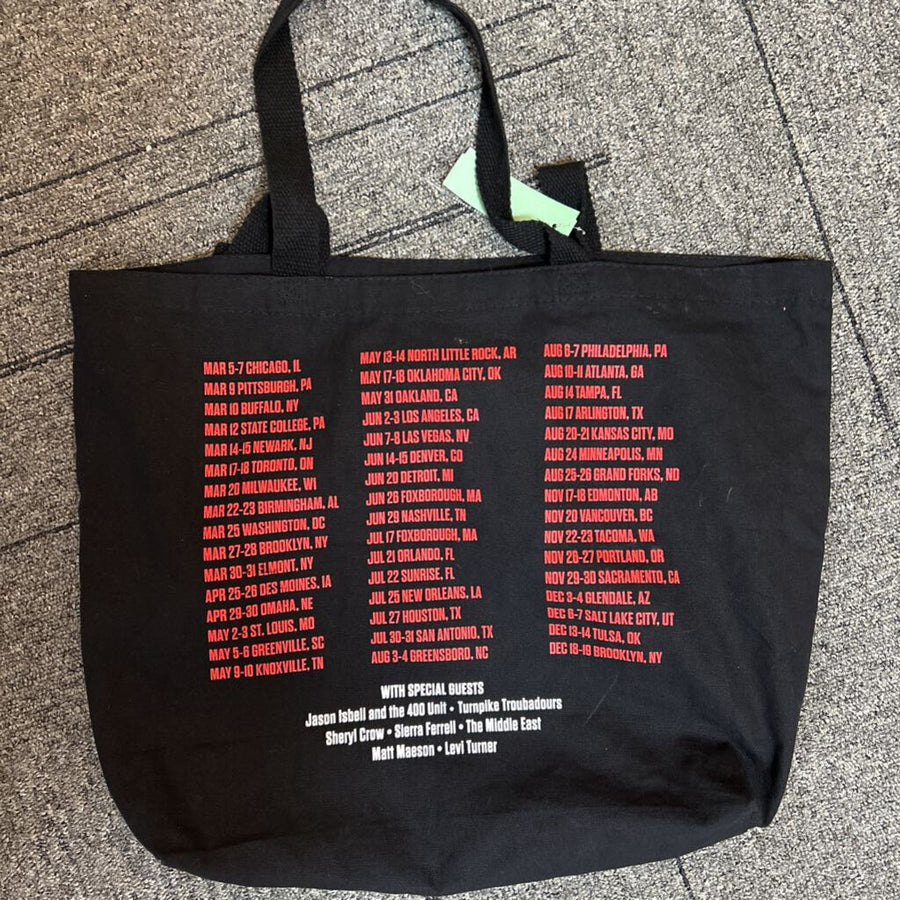 MAR 5-7 CHICAGO, IL
MAR 9 PITTSBURGH, PA
MAR 10 BUFFALO, NY
MAR 12 STATE COLLEGE, PA
MAR 14-15 NEWARK, NJ
MAR 17-18 TORONTO, ON
MAR 20 MILWAUKEE, WI
MAR 22-23 BIRMINGHAM, AL
MAR 25 WASHINGTON, DC
MAR 27-28 BROOKLYN, NY
MAR 30-31 ELMONT, NY
APR 25-26 DES MOINES, IA
APR 29-30 OMAHA, NE
MAY 2-3 ST. LOUIS, MO
MAY 5-6 GREENVILLE, SC
MAY 9-10 KNOXVILLE, TN
MAY 13-14 NORTH LITTLE ROCK, AR
MAY 17-18 OKLAHOMA CITY, OK
MAY 31 OAKLAND, CA
JUN 2-3 LOS ANGELES, CA
JUN 7-8 LAS VEGAS, NV
JUN 14-15 DENVER, CO
JUN 20 DETROIT, MI
JUN 26 FOXBOROUGH, MA
JUN 29 NASHVILLE, TN
JUL 17 FOXBOROUGH, MA
JUL 21 ORLANDO, FL
JUL 22 SUNRISE, FL
JUL 25 NEW ORLEANS, LA
JUL 27 HOUSTON, TX
JUL 30-31 SAN ANTONIO, TX
AUG 3-4 GREENSBORO, NC
AUG 6-7 PHILADELPHIA, PA
AUG 10-11 ATLANTA, GA
AUG 14 TAMPA, FL
AUG 17 ARLINGTON, TX
AUG 20-21 KANSAS CITY, MO
AUG 24 MINNEAPOLIS, MN
AUG 25-26 GRAND FORKS, ND
NOV 17-18 EDMONTON, AB
NOV 20 VANCOUVER, BC
NOV 22-23 TACOMA, WA
NOV 26-27 PORTLAND, OR
NOV 29-30 SACRAMENTO, CA
DEC 3-4 GLENDALE, AZ
DEC 6-7 SALT LAKE CITY, UT
DEC 13-14 TULSA, OK
DEC 18-19 BROOKLYN, NY
WITH SPECIAL GUESTS
Jason Isbell and the 400 Unit • Turnpike Troubadours
Sheryl Crow • Sierra Ferrell • The Middle East
Matt Maeson • Levi Turner